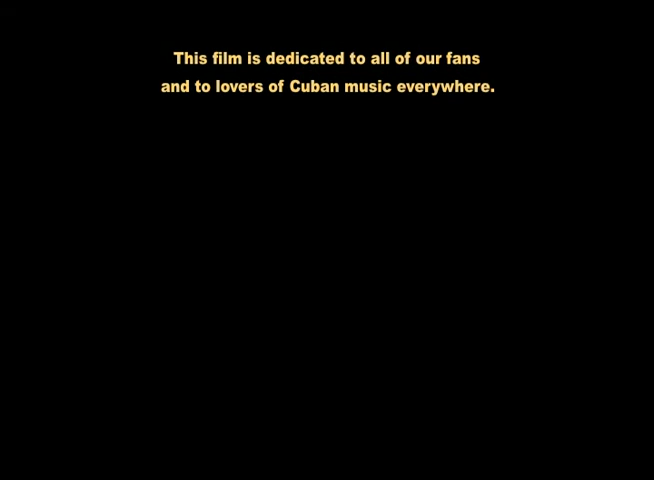 This film is dedicated to all of our fans
and to lovers of Cuban music everywhere.